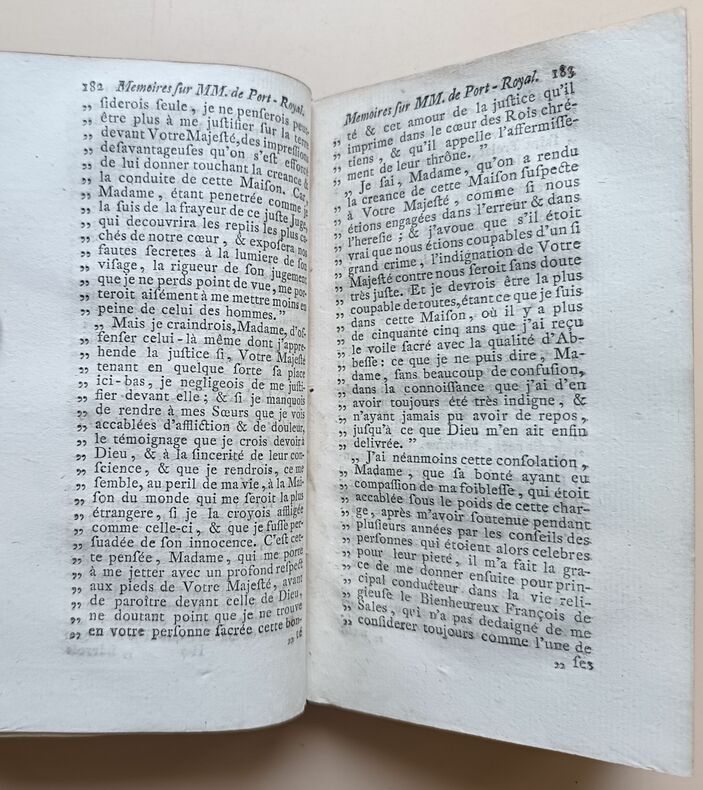 182 Memoires ſur MM. de Port-Royal.
„ ſiderois ſeule, je ne penſerois peut-
„ être plus à me juſtifier ſur la terre
„ devant VotreMajeſté, des impreſſions
„ deſavantageuſes qu'on s'eſt efforcé
„ de lui donner touchant la creance &
„ la conduite de cette Maiſon. Car,
„ Madame, étant penetrée comme je
„ la ſuis de la frayeur de ce juſte Juge,
„ qui decouvrira les replis les plus ca-
„ chés de notre cœur, & expoſera nos
„ fautes ſecretes à la lumiere de ſon
„ viſage, la rigueur de ſon jugement
„ que je ne perds point de vue, me por-
„ teroit aiſément à me mettre moins en
„ peine de celui des hommes."
„ Mais je craindrois, Madame, d'of-
„ fenſer celui-là même dont j'appre-
„ hende la juſtice ſi, Votre Majeſté
„ tenant en quelque ſorte ſa place
„ ici-bas, je negligeois de me juſti-
„ fier devant elle; & ſi je manquois
„ de rendre à mes Sœurs que je vois
„ accablées d'affliction & de douleur,
„ le témoignage que je crois devoir à
„ Dieu, & à la ſincerité de leur con-
„ ſcience, & que je rendrois, ce me
„ ſemble, au peril de ma vie, à la Mai-
„ ſon du monde qui me ſeroit la plus
„ étrangere, ſi je la croyois affligée
„ comme celle-ci, & que je fuſſe per-
„ ſuadée de ſon innocence. C'eſt cet-
„ te penſée, Madame, qui me porte
„ à me jetter avec un profond reſpect
„ aux pieds de Votre Majeſté, avant
„ de paroître devant celle de Dieu,
„ ne doutant point que je ne trouve
„ en votre perſonne ſacrée cette bon-
„ té
Memoires ſur MM. de Port-Royal. 183
„ té & cet amour de la juſtice qu'il
„ imprime dans le cœur des Rois chré-
„ tiens, & qu'il appelle l'affermiſſe-
„ ment de leur thrône."
„ Je ſai, Madame, qu'on a rendu
„ la creance de cette Maiſon ſuſpecte
„ à Votre Majeſté, comme ſi nous
„ étions engagées dans l'erreur & dans
„ l'hereſie; & j'avoue que s'il étoit
„ vrai que nous étions coupables d'un ſi
„ grand crime, l'indignation de Votre
„ Majeſté contre nous ſeroit ſans doute
„ très juſte. Et je devrois être la plus
„ coupable de toutes, étant ce que je ſuis
„ dans cette Maiſon, où il y a plus
„ de cinquante cinq ans que j'ai reçu
„ le voile ſacré avec la qualité d'Ab-
„ beſſe: ce que je ne puis dire, Ma-
„ dame, ſans beaucoup de confuſion,
„ dans la connoiſſance que j'ai d'en
„ avoir toujours été très indigne, &
„ n'ayant jamais pu avoir de repos,
„ juſqu'à ce que Dieu m'en ait enfin
„ delivrée."
„ J'ai néanmoins cette conſolation,
„ Madame, que ſa bonté ayant eu
„ compaſſion de ma foibleſſe, qui étoit
„ accablée ſous le poids de cette char-
„ ge, après m'avoir ſoutenue pendant
„ pluſieurs années par les conſeils des
„ perſonnes qui étoient alors celebres
„ pour leur pieté, il m'a fait la gra-
„ ce de me donner enſuite pour prin-
„ cipal conducteur dans la vie reli-
„ gieuſe le Bienheureux François de
„ Sales, qui n'a pas dedaigné de me
„ conſiderer toujours comme l'une de
„ ſes